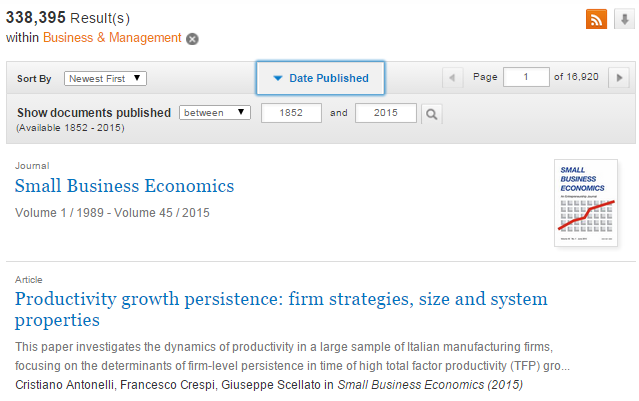 338,395 Result(s)
within Business & Management
Sort By Newest First Date Published Page 1 of 16,920
Show documents published between 1852 and 2015
(Available 1852 - 2015)
Journal
Small Business Economics
Volume 1 / 1989 - Volume 45 / 2015
SMALL
BUSINESS
ECONOMICS
Article
Productivity growth persistence: firm strategies, size and system
properties
This paper investigates the dynamics of productivity in a large sample of Italian manufacturing firms,
focusing on the determinants of firm-level persistence in time of high total factor productivity (TFP) gro...
Cristiano Antonelli, Francesco Crespi, Giuseppe Scellato in Small Business Economics (2015)